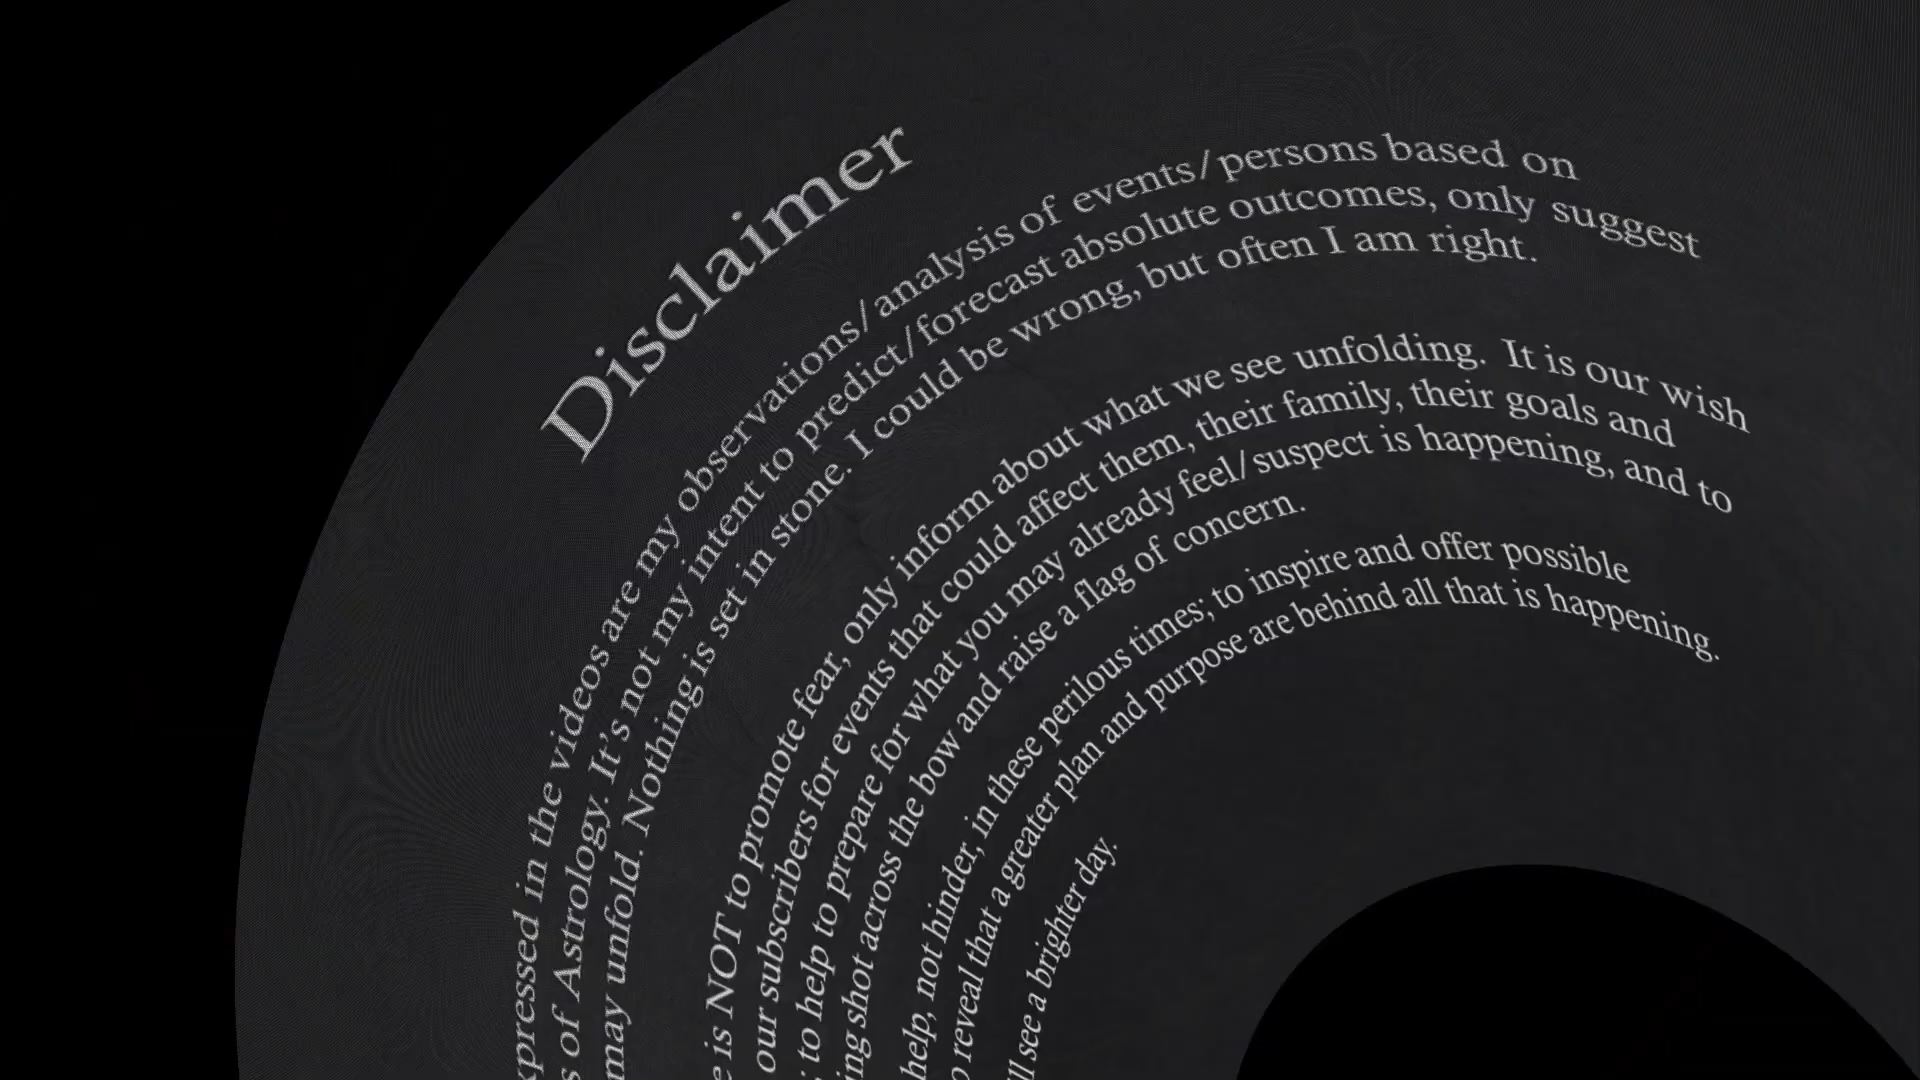 Disclaimer
expressed in the videos are my observations/analysis of events/persons based on
of Astrology. It's not my intent to predict/forecast absolute outcomes, only suggest
may unfold. Nothing is set in stone. I could be wrong, but often I am right.
is NOT to promote fear, only inform about what we see unfolding. It is our wish
our subscribers for events that could affect them, their family, their goals and
to help to prepare for what you may already feel/suspect is happening, and to
shot across the bow and raise a flag of concern.
help, not hinder, in these perilous times; to inspire and offer possible
reveal that a greater plan and purpose are behind all that is happening.
see a brighter day.